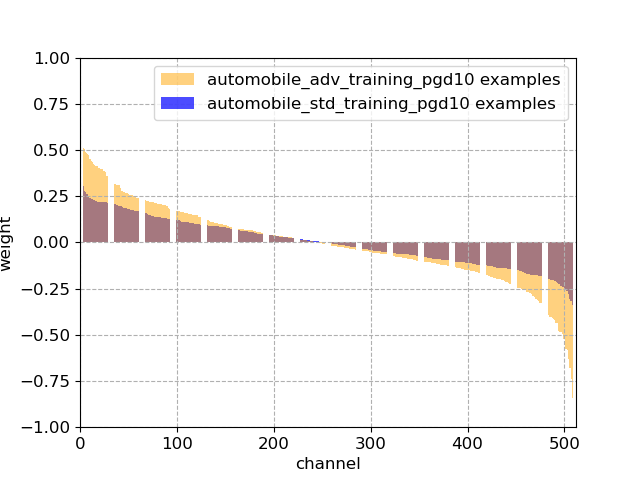 automobile_adv_training_pgd10 examples
automobile_std_training_pgd10 examples
1.00
0.75
0.50
0.25
0.00
−0.25
−0.50
−0.75
−1.00
weight
0 100 200 300 400 500
channel